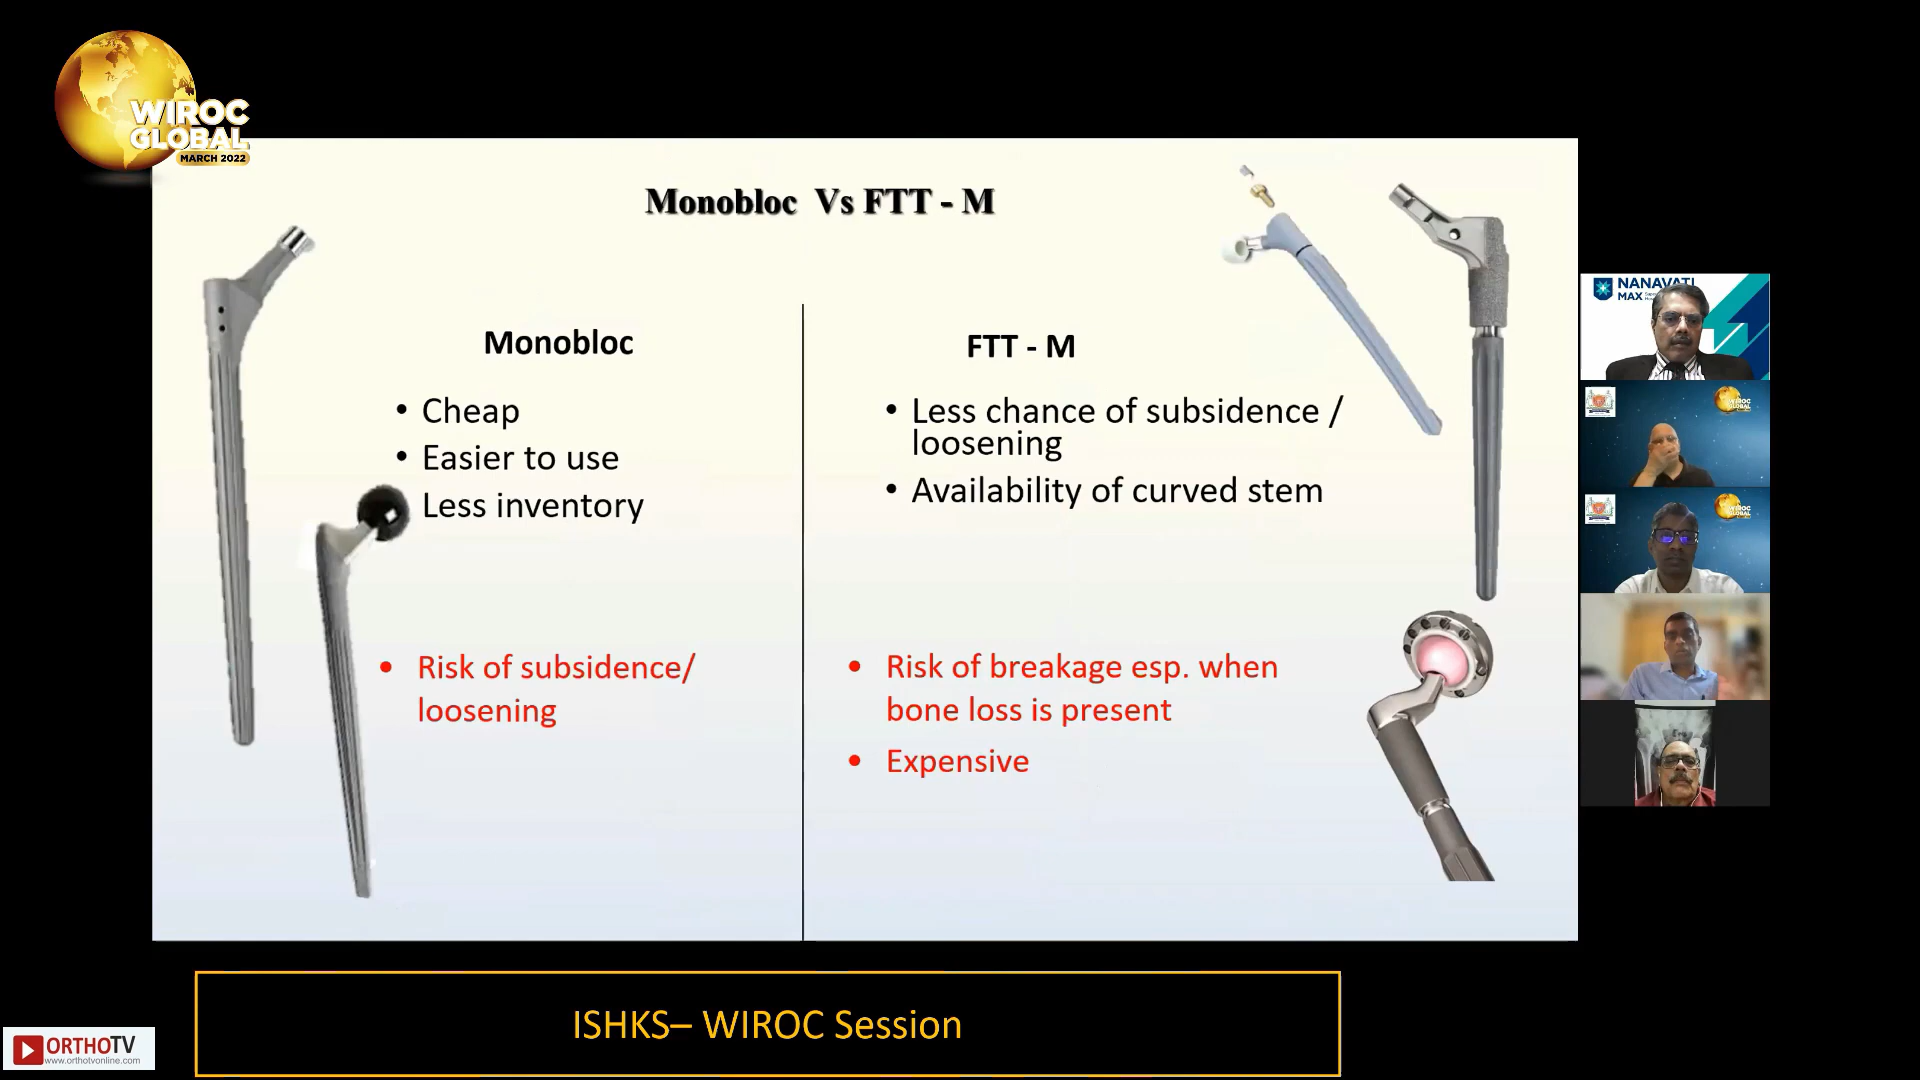 WIROC
GLOBAL
MARCH 2022
Monobloc Vs FTT - M
Monobloc
• Cheap
• Easier to use
Less inventory
• Risk of subsidence/
loosening
FTT - M
• Less chance of subsidence /
loosening
• Availability of curved stem
• Risk of breakage esp. when
bone loss is present
• Expensive
NANAVATI
MAX
ISHKS– WIROC Session
ORTHOTV
www.orthotvonline.com